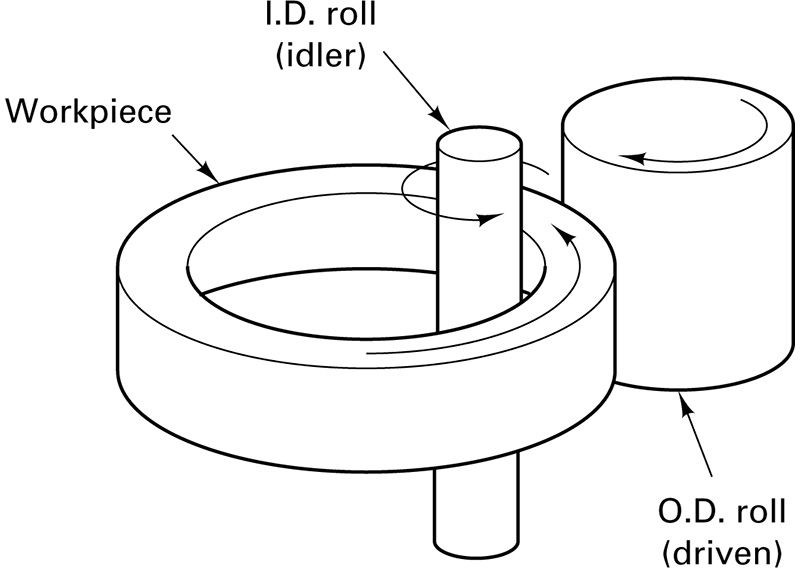 I.D. roll
(idler)
Workpiece
O.D. roll
(driven)